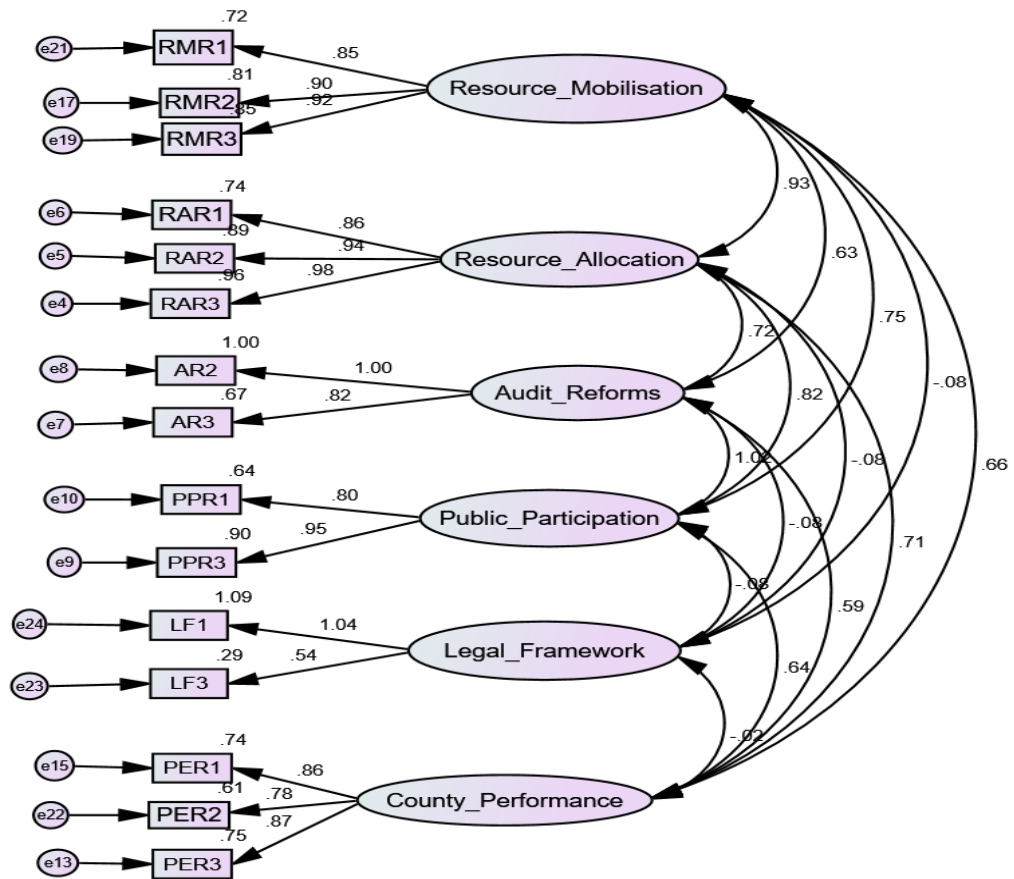 .72
e21 RMR1 .85
.81
e17 RMR2 .90
.85 .92
e19 RMR3
Resource_Mobilisation
.74
e6 RAR1 .86
.89
e5 RAR2 .94
.96
e4 RAR3 .98
Resource_Allocation
1.00
e8 AR2 1.00
.67
e7 AR3 .82
Audit_Reforms
.64
e10 PPR1 .80
.90
e9 PPR3 .95
Public_Participation
1.09
e24 LF1 1.04
.29
e23 LF3 .54
Legal_Framework
.74
e15 PER1 .86
.61
e22 PER2 .78
.75
e13 PER3 .87
County_Performance
.93
.63
.75
-.08
.66
.72
.82
-.08
.71
1.02
-.08
.59
-.08
.64
-.02